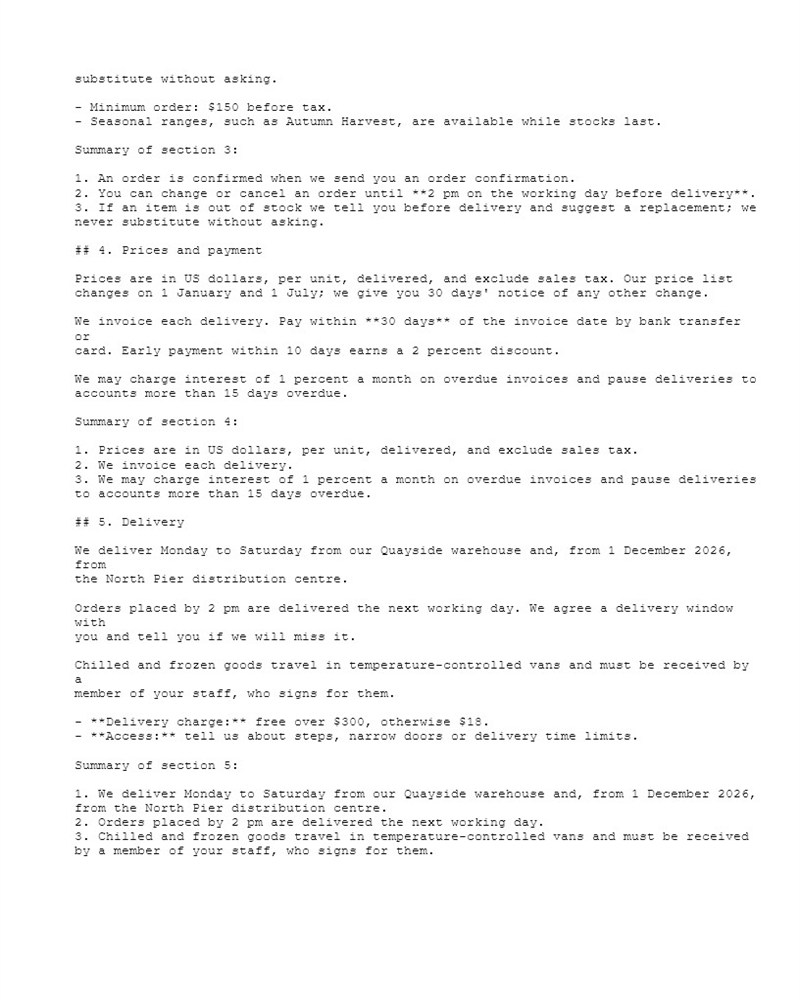 substitute without asking.
- Minimum order: $150 before tax.
- Seasonal ranges, such as Autumn Harvest, are available while stocks last.
Summary of section 3:
1. An order is confirmed when we send you an order confirmation.
2. You can change or cancel an order until **2 pm on the working day before delivery**.
3. If an item is out of stock we tell you before delivery and suggest a replacement; we
never substitute without asking.
## 4. Prices and payment
Prices are in US dollars, per unit, delivered, and exclude sales tax. Our price list
changes on 1 January and 1 July; we give you 30 days' notice of any other change.
We invoice each delivery. Pay within **30 days** of the invoice date by bank transfer
or
card. Early payment within 10 days earns a 2 percent discount.
We may charge interest of 1 percent a month on overdue invoices and pause deliveries to
accounts more than 15 days overdue.
Summary of section 4:
1. Prices are in US dollars, per unit, delivered, and exclude sales tax.
2. We invoice each delivery.
3. We may charge interest of 1 percent a month on overdue invoices and pause deliveries
to accounts more than 15 days overdue.
## 5. Delivery
We deliver Monday to Saturday from our Quayside warehouse and, from 1 December 2026,
from
the North Pier distribution centre.
Orders placed by 2 pm are delivered the next working day. We agree a delivery window
with
you and tell you if we will miss it.
Chilled and frozen goods travel in temperature-controlled vans and must be received by
a
member of your staff, who signs for them.
- **Delivery charge:** free over $300, otherwise $18.
- **Access:** tell us about steps, narrow doors or delivery time limits.
Summary of section 5:
1. We deliver Monday to Saturday from our Quayside warehouse and, from 1 December 2026,
from the North Pier distribution centre.
2. Orders placed by 2 pm are delivered the next working day.
3. Chilled and frozen goods travel in temperature-controlled vans and must be received
by a member of your staff, who signs for them.